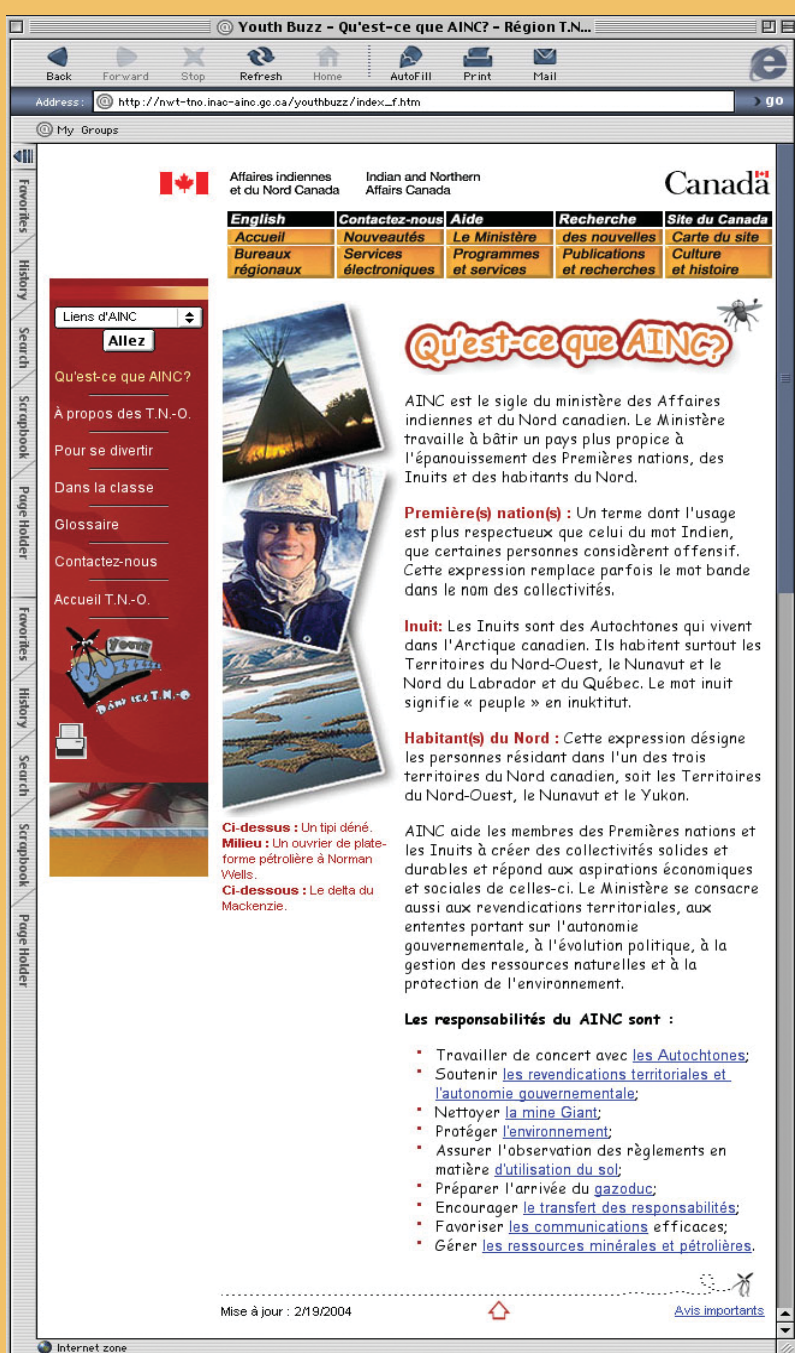 Youth Buzz - Qu'est-ce que AINC? - Région T.N...
Back Forward Stop Refresh Home AutoFill Print Mail
Address: http://nwt-tno.inac-ainc.gc.ca/youthbuzz/index_f.htm go
My Groups
Favorites
History
Search
Scrapbook
Page Holder
Favorites
History
Search
Scrapbook
Page Holder
Affaires indiennes
et du Nord Canada
Indian and Northern
Affairs Canada
Canada
English Contactez-nous Aide Recherche Site du Canada
Accueil Nouveautés Le Ministère des nouvelles Carte du site
Bureaux régionaux
Services électroniques
Programmes et services
Publications et recherches
Culture et histoire
Liens d'AINC
Allez
Qu'est-ce que AINC?
À propos des T.N.-O.
Pour se divertir
Dans la classe
Glossaire
Contactez-nous
Accueil T.N.-O.
YOUTH
BUZZZZZZ
DANS LES T.N.-O
Ci-dessus : Un tipi déné.
Milieu : Un ouvrier de plate-
forme pétrolière à Norman
Wells.
Ci-dessous : Le delta du
Mackenzie.
Qu'est-ce que AINC?
AINC est le sigle du ministère des Affaires
indiennes et du Nord canadien. Le Ministère
travaille à bâtir un pays plus propice à
l'épanouissement des Premières nations, des
Inuits et des habitants du Nord.
Première(s) nation(s) : Un terme dont l'usage
est plus respectueux que celui du mot Indien,
que certaines personnes considèrent offensif.
Cette expression remplace parfois le mot bande
dans le nom des collectivités.
Inuit: Les Inuits sont des Autochtones qui vivent
dans l'Arctique canadien. Ils habitent surtout les
Territoires du Nord-Ouest, le Nunavut et le
Nord du Labrador et du Québec. Le mot inuit
signifie « peuple » en inuktitut.
Habitant(s) du Nord : Cette expression désigne
les personnes résidant dans l'un des trois
territoires du Nord canadien, soit les Territoires
du Nord-Ouest, le Nunavut et le Yukon.
AINC aide les membres des Premières nations et
les Inuits à créer des collectivités solides et
durables et répond aux aspirations économiques
et sociales de celles-ci. Le Ministère se consacre
aussi aux revendications territoriales, aux
ententes portant sur l'autonomie
gouvernementale, à l'évolution politique, à la
gestion des ressources naturelles et à la
protection de l'environnement.
Les responsabilités du AINC sont :
Travailler de concert avec les Autochtones;
Soutenir les revendications territoriales et
l'autonomie gouvernementale;
Nettoyer la mine Giant;
Protéger l'environnement;
Assurer l'observation des règlements en
matière d'utilisation du sol;
Préparer l'arrivée du gazoduc;
Encourager le transfert des responsabilités;
Favoriser les communications efficaces;
Gérer les ressources minérales et pétrolières.
Mise à jour : 2/19/2004
Avis importants
Internet zone